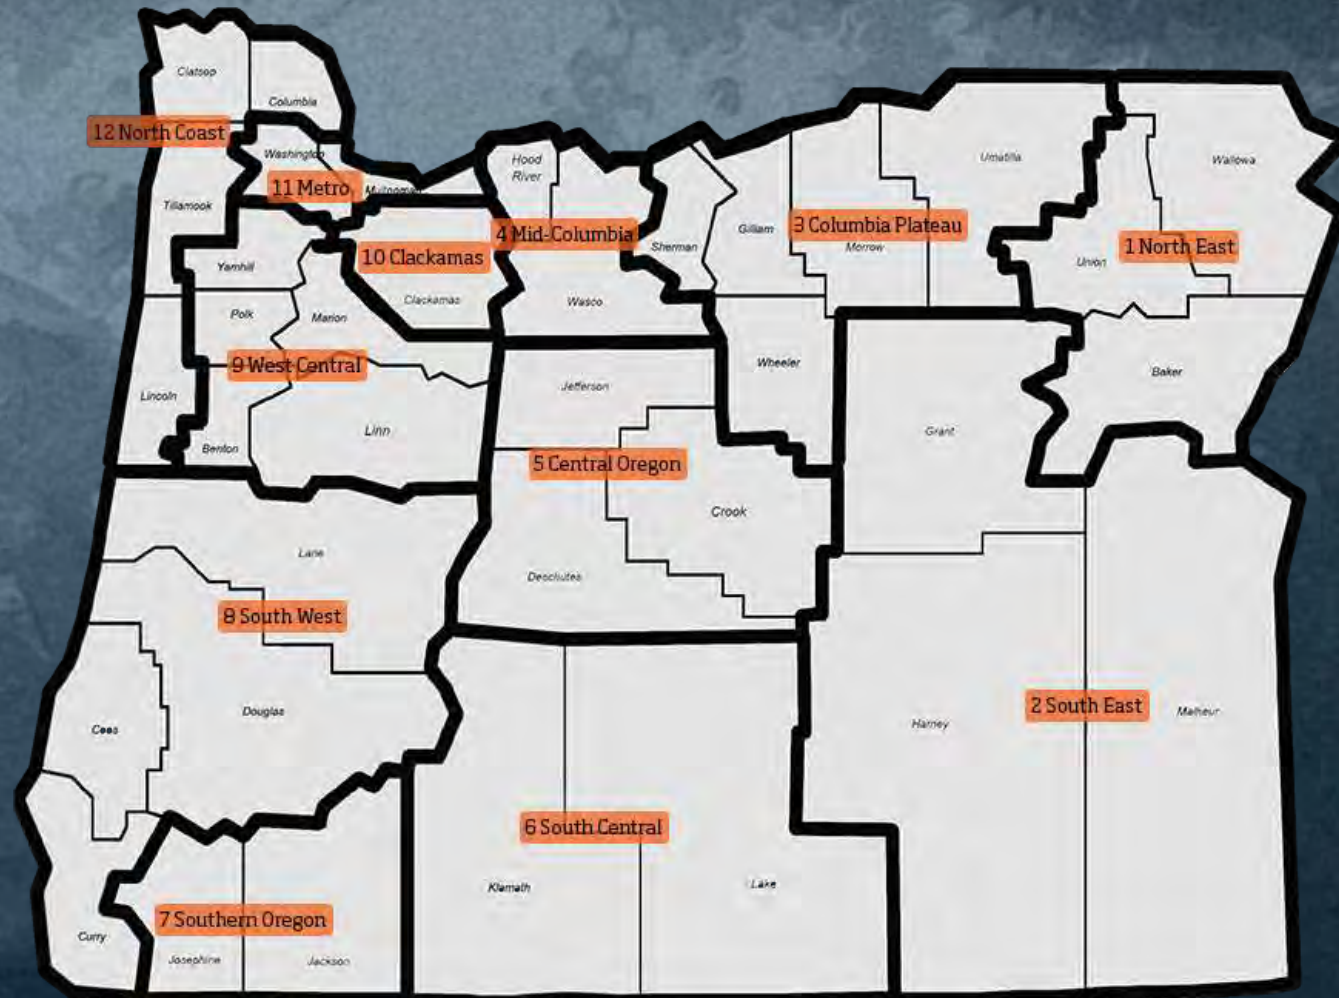 Clatsop
Columbia
12 North Coast
Washington
11 Metro
Multnomah
Tillamook
Hood
River
4 Mid-Columbia
Sherman
Gilliam
3 Columbia Plateau
Morrow
Umatilla
Wallowa
1 North East
Union
Yamhill
10 Clackamas
Clackamas
Wasco
Polk
Marion
9 West Central
Lincoln
Benton
Linn
Jefferson
Wheeler
Baker
Grant
5 Central Oregon
Crook
Deschutes
Lane
8 South West
Douglas
Coos
2 South East
Harney
Malheur
6 South Central
Klamath
Lake
7 Southern Oregon
Curry
Josephine
Jackson